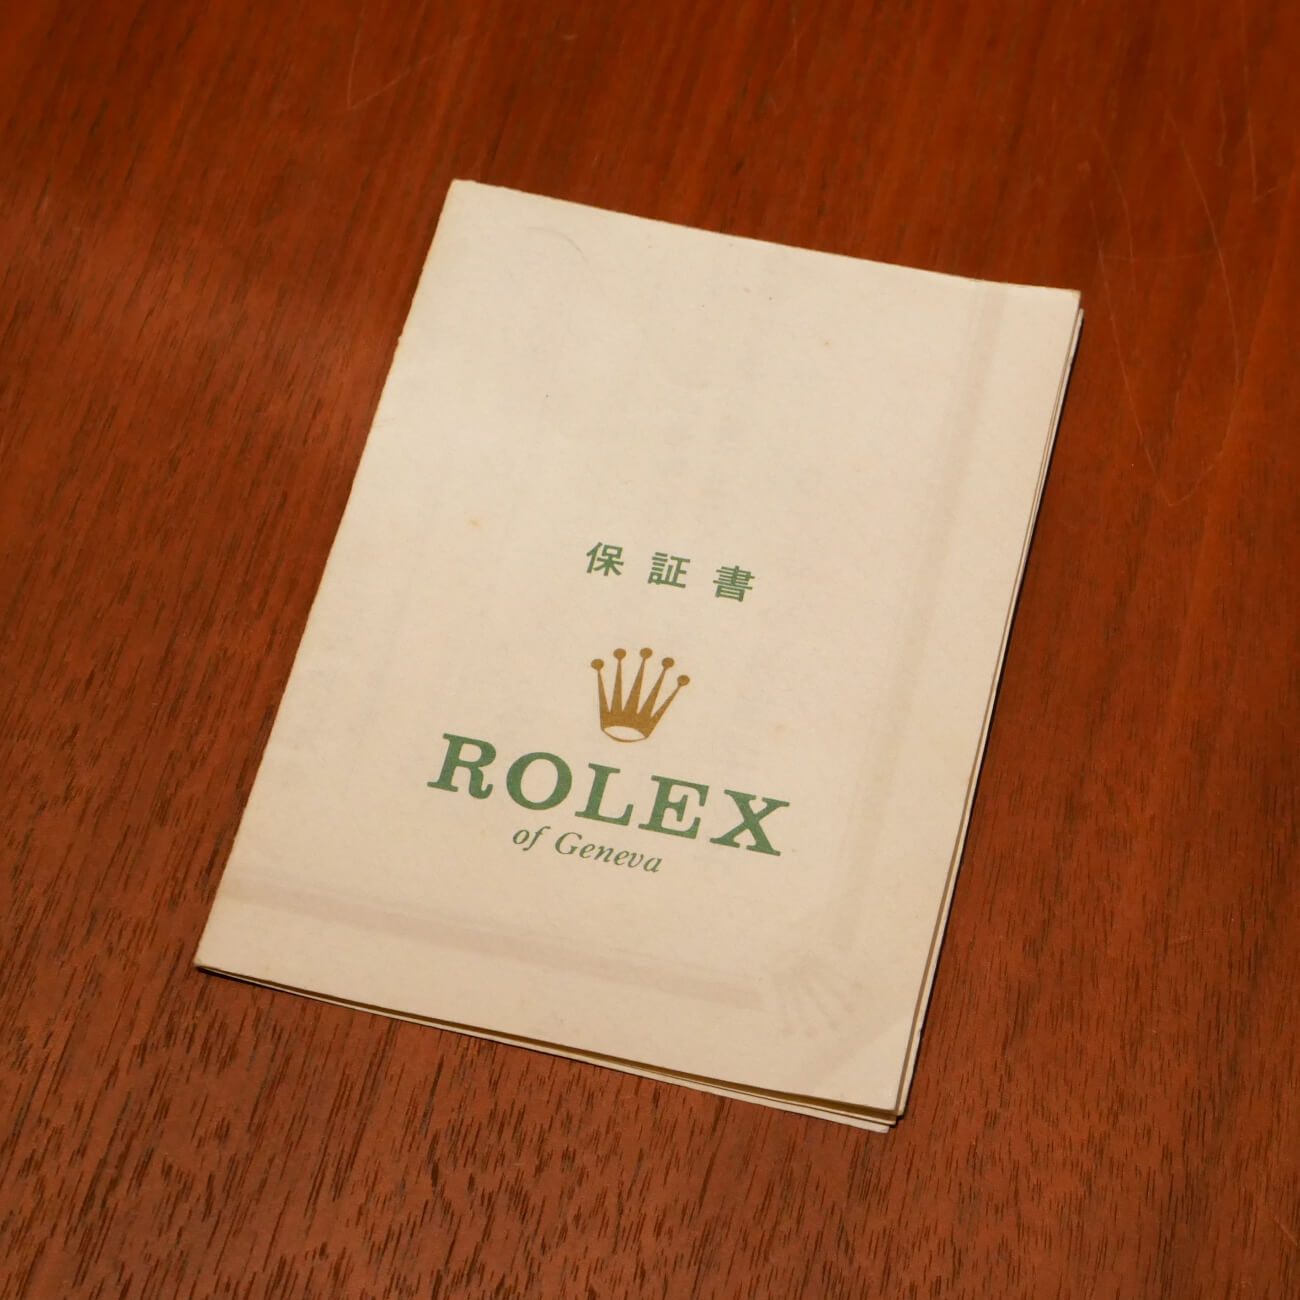 保証書
ROLEX
of Geneva